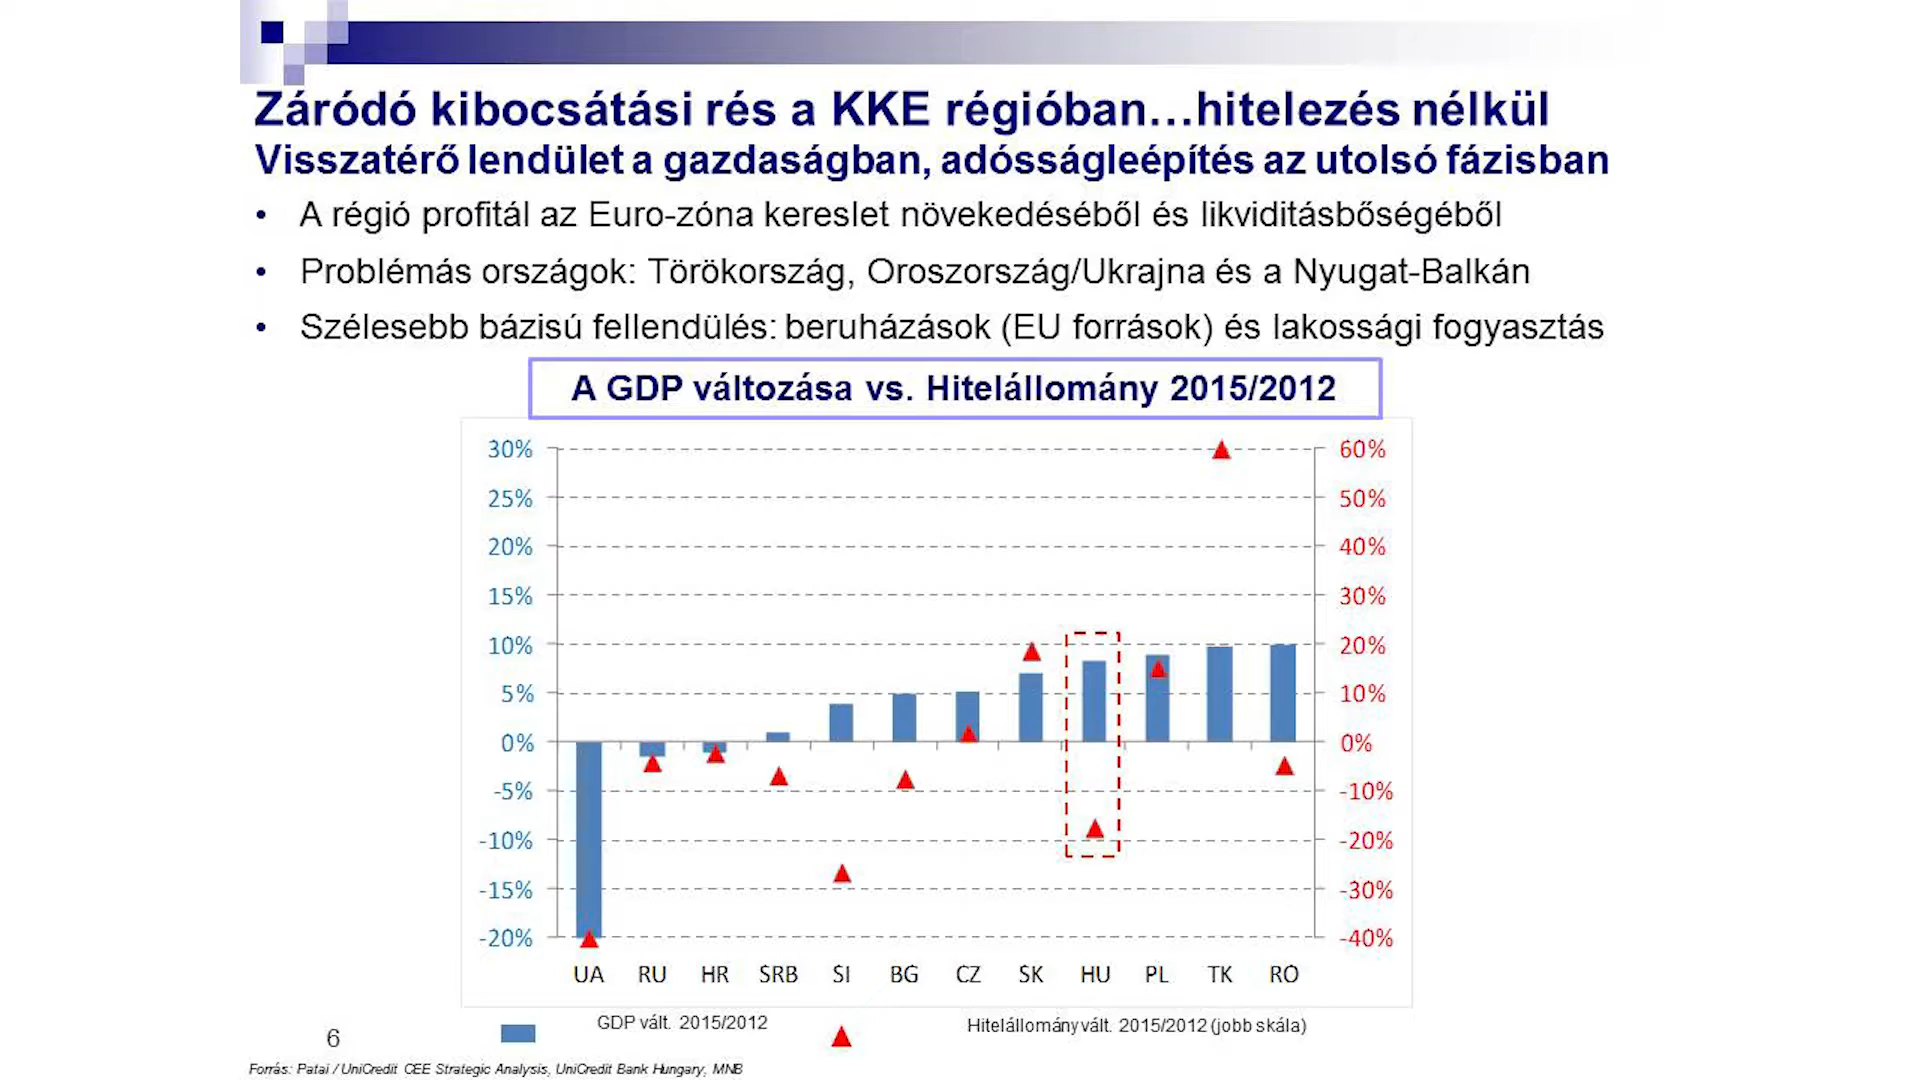 Záródó kibocsátási rés a KKE régióban…hitelezés nélkül
Visszatérő lendület a gazdaságban, adósságleépítés az utolsó fázisban
• A régió profitál az Euro-zóna kereslet növekedéséből és likviditásbőségéből
• Problémás országok: Törökország, Oroszország/Ukrajna és a Nyugat-Balkán
• Szélesebb bázisú fellendülés: beruházások (EU források) és lakossági fogyasztás
A GDP változása vs. Hitelállomány 2015/2012
30% 60%
25% 50%
20% 40%
15% 30%
10% 20%
5% 10%
0% 0%
-5% -10%
-10% -20%
-15% -30%
-20% -40%
UA RU HR SRB SI BG CZ SK HU PL TK RO
GDP vált. 2015/2012
Hitelállomány vált. 2015/2012 (jobb skála)
6
Forrás: Patai / UniCredit CEE Strategic Analysis, UniCredit Bank Hungary, MNB